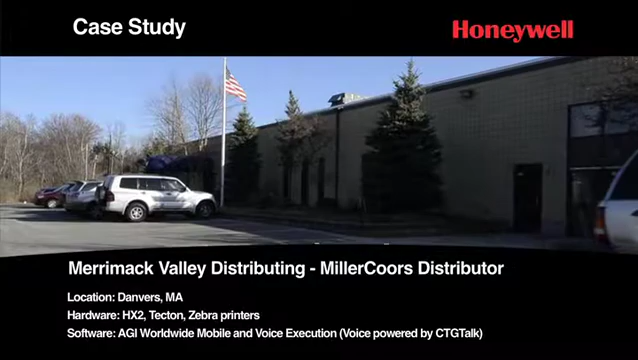 Case Study
Honeywell
Merrimack Valley Distributing - MillerCoors Distributor
Location: Danvers, MA
Hardware: HX2, Tecton, Zebra printers
Software: AGI Worldwide Mobile and Voice Execution (Voice powered by CTGTalk)